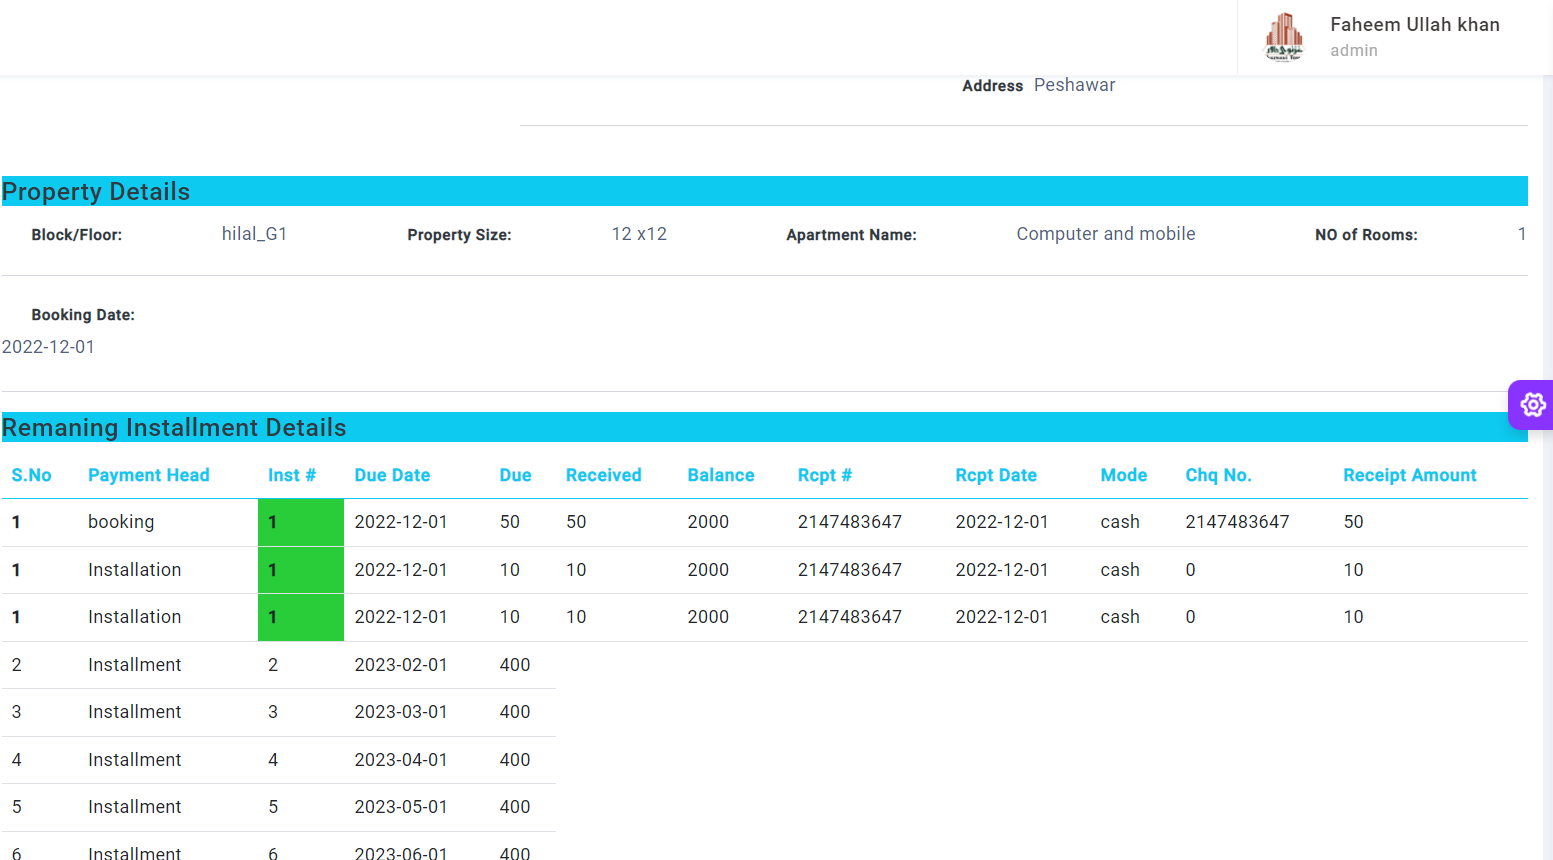 Faheem Ullah khan
admin
Address Peshawar
Property Details
Block/Floor: hilal_G1 Property Size: 12 x12 Apartment Name: Computer and mobile NO of Rooms: 1
Booking Date:
2022-12-01
Remaning Installment Details
S.No Payment Head Inst # Due Date Due Received Balance Rcpt # Rcpt Date Mode Chq No. Receipt Amount
1 booking 1 2022-12-01 50 50 2000 2147483647 2022-12-01 cash 2147483647 50
1 Installation 1 2022-12-01 10 10 2000 2147483647 2022-12-01 cash 0 10
1 Installation 1 2022-12-01 10 10 2000 2147483647 2022-12-01 cash 0 10
2 Installment 2 2023-02-01 400
3 Installment 3 2023-03-01 400
4 Installment 4 2023-04-01 400
5 Installment 5 2023-05-01 400
6 Installment 6 2023-06-01 400